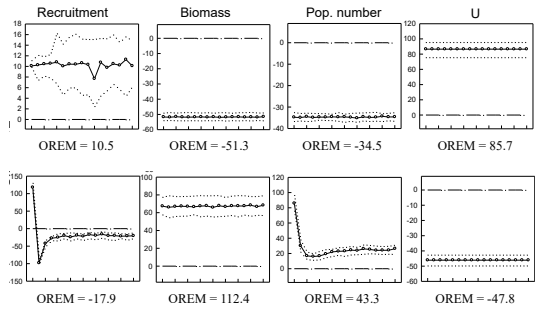 Recruitment Biomass Pop. number U
18 16 14 12 10 8 6 4 2 0
0 -10 -20 -30 -40 -50 -60
0 -10 -20 -30 -40
120 100 80 60 40 20 0
OREM = 10.5 OREM = -51.3 OREM = -34.5 OREM = 85.7
150 100 50 0 -50 -100 -150
100 80 60 40 20 0
120 100 80 60 40 20 0
0 -20 -40 -60 -80 -100
OREM = -17.9 OREM = 112.4 OREM = 43.3 OREM = -47.8